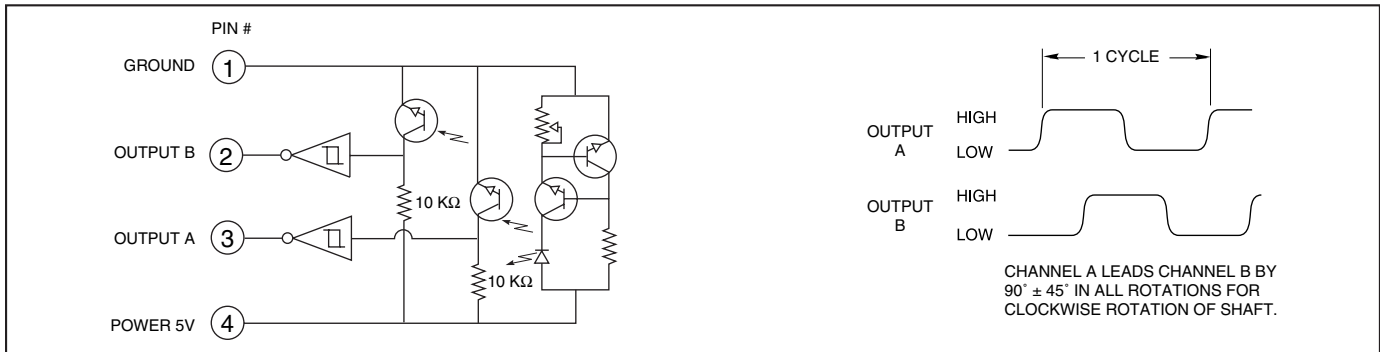 PIN #
GROUND 1
OUTPUT B 2
10 KΩ
OUTPUT A 3
10 KΩ
POWER 5V 4
1 CYCLE
OUTPUT A
HIGH
LOW
OUTPUT B
HIGH
LOW
CHANNEL A LEADS CHANNEL B BY
90˚ ± 45˚ IN ALL ROTATIONS FOR
CLOCKWISE ROTATION OF SHAFT.